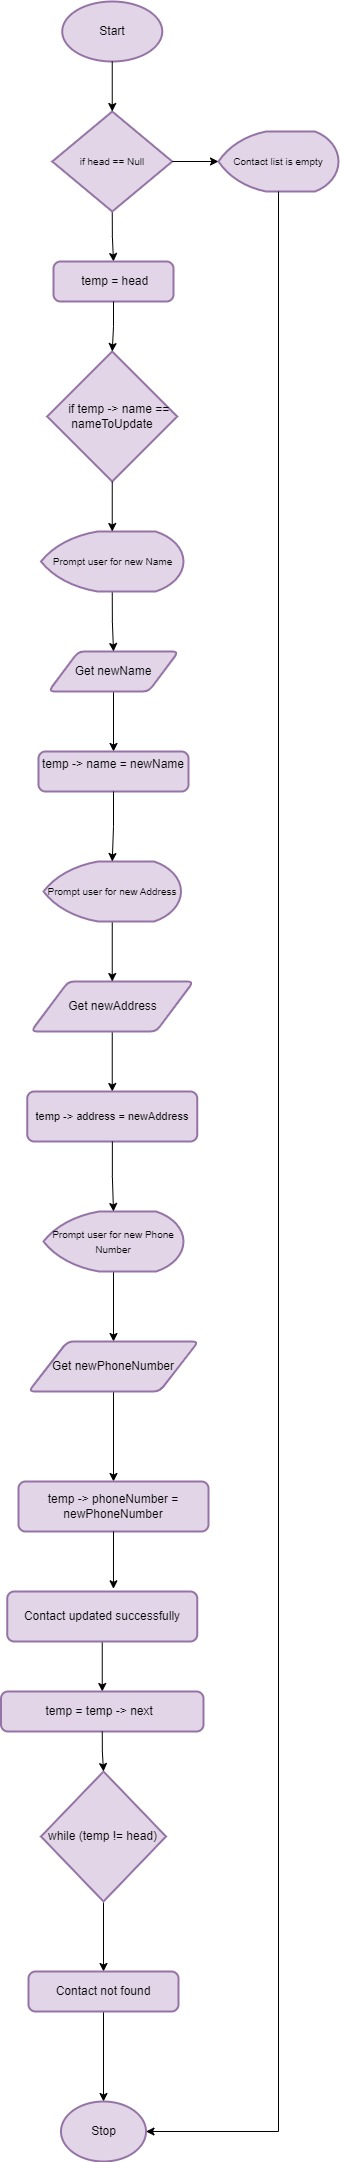 Start
if head == Null
Contact list is empty
temp = head
if temp -> name ==
nameToUpdate
Prompt user for new Name
Get newName
temp -> name = newName
Prompt user for new Address
Get newAddress
temp -> address = newAddress
Prompt user for new Phone
Number
Get newPhoneNumber
temp -> phoneNumber =
newPhoneNumber
Contact updated successfully
temp = temp -> next
while (temp != head)
Contact not found
Stop